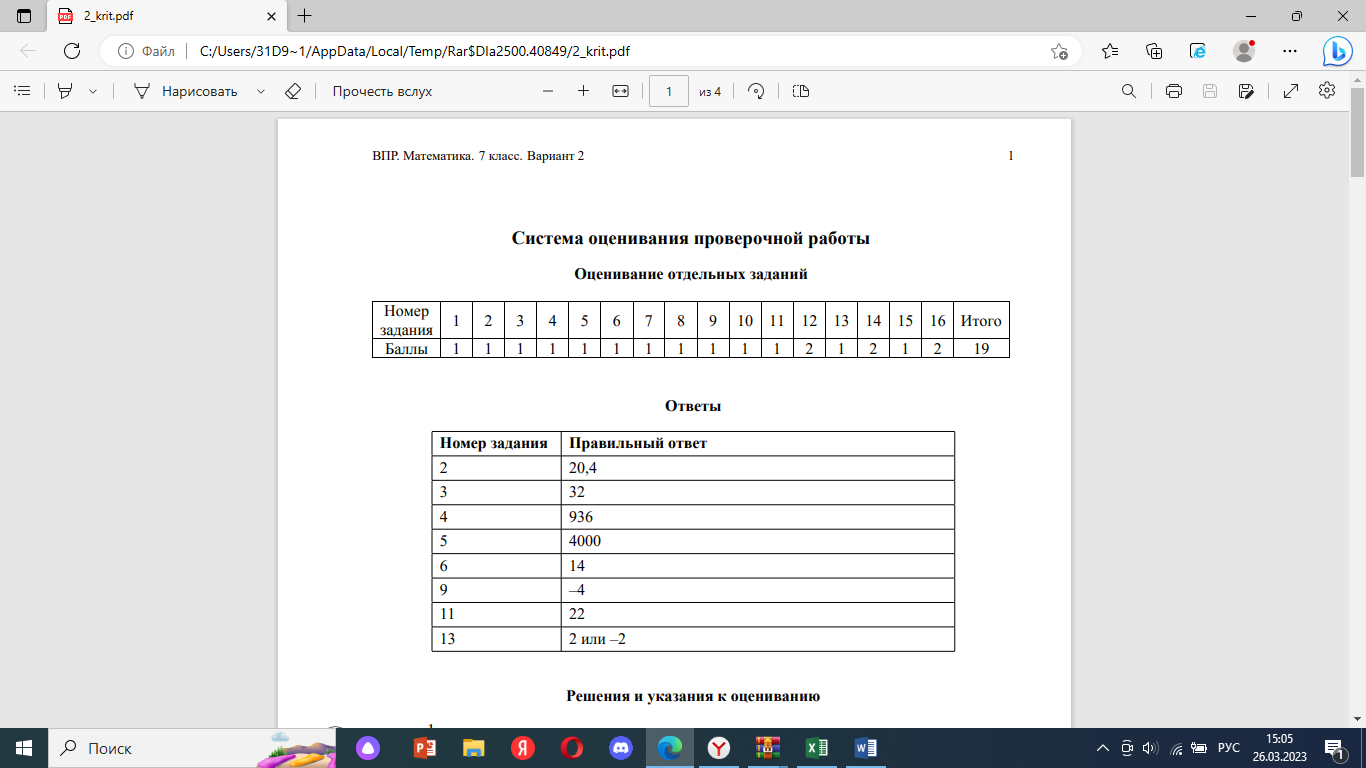 2_krit.pdf
Файл C:/Users/31D9~1/AppData/Local/Temp/Rar$DIa2500.40849/2_krit.pdf
Нарисовать Прочесть вслух 1 из 4
ВПР. Математика. 7 класс. Вариант 2 1
Система оценивания проверочной работы
Оценивание отдельных заданий
Номер задания 1 2 3 4 5 6 7 8 9 10 11 12 13 14 15 16 Итого
Баллы 1 1 1 1 1 1 1 1 1 1 1 2 1 2 1 2 19
Ответы
Номер задания Правильный ответ
2 20,4
3 32
4 936
5 4000
6 14
9 –4
11 22
13 2 или –2
Решения и указания к оцениванию
Поиск РУС 15:05
26.03.2023 1